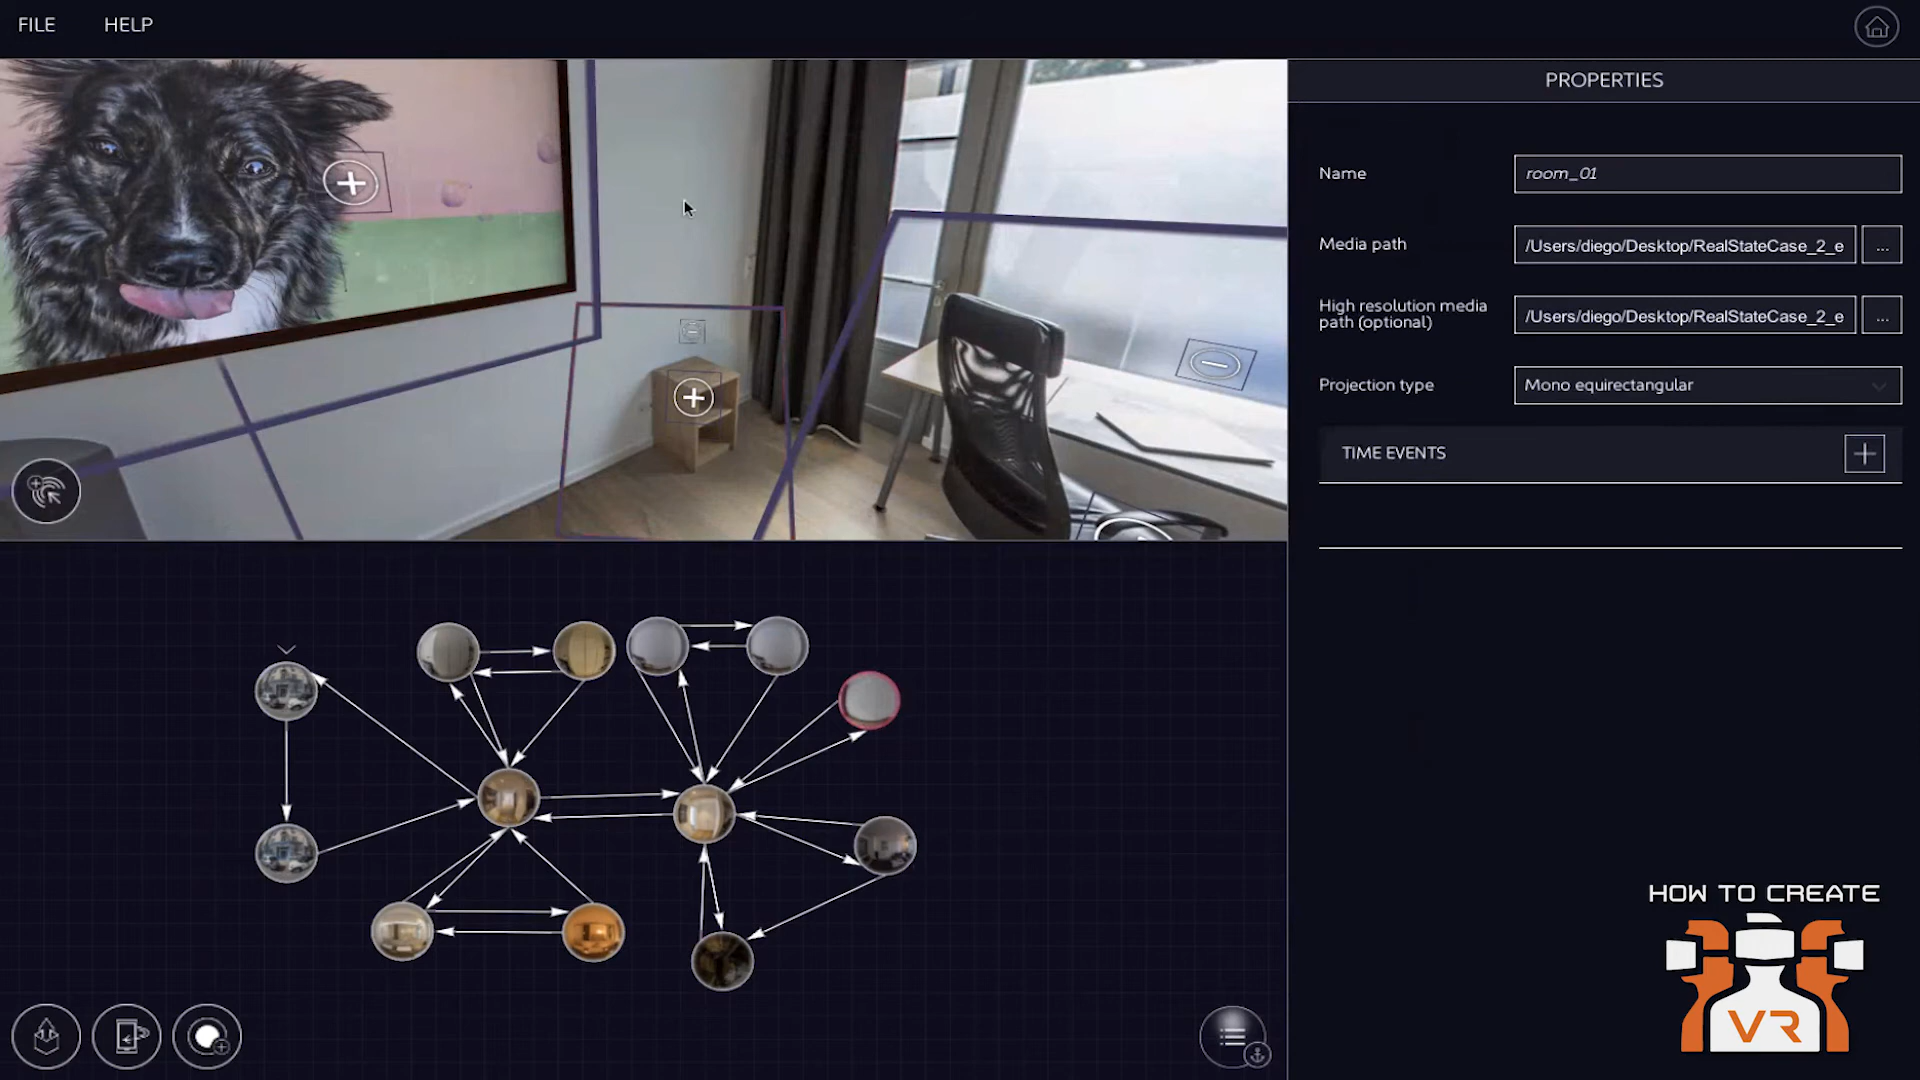 FILE HELP
PROPERTIES
Name room_01
Media path /Users/diego/Desktop/RealStateCase_2_e ...
High resolution media
path (optional) /Users/diego/Desktop/RealStateCase_2_e ...
Projection type Mono equirectangular
TIME EVENTS
HOW TO CREATE
VR